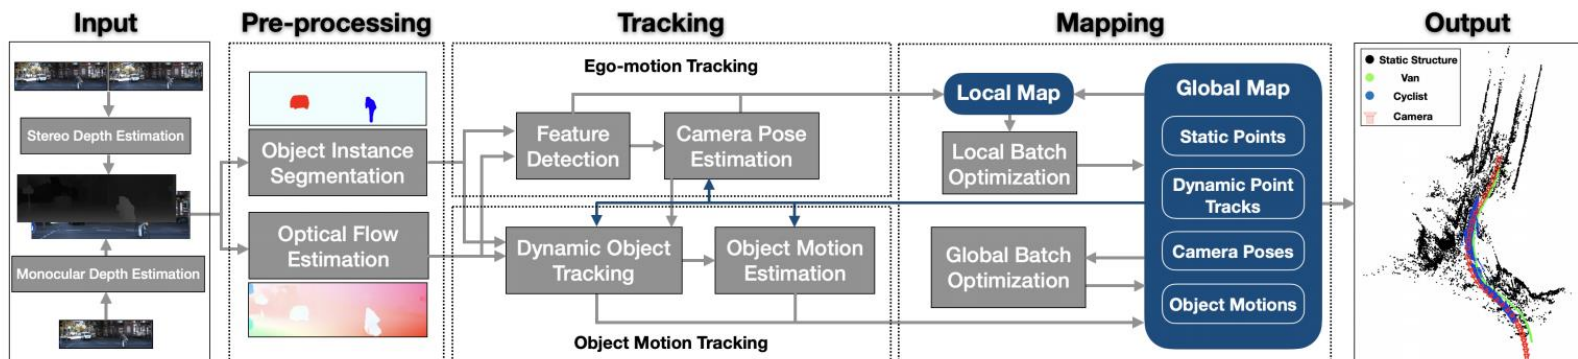 Input
Pre-processing
Tracking
Mapping
Output
Stereo Depth Estimation
Monocular Depth Estimation
Object Instance
Segmentation
Optical Flow
Estimation
Ego-motion Tracking
Feature
Detection
Camera Pose
Estimation
Dynamic Object
Tracking
Object Motion
Estimation
Object Motion Tracking
Local Map
Local Batch
Optimization
Global Batch
Optimization
Global Map
Static Points
Dynamic Point
Tracks
Camera Poses
Object Motions
Static Structure
Van
Cyclist
Camera